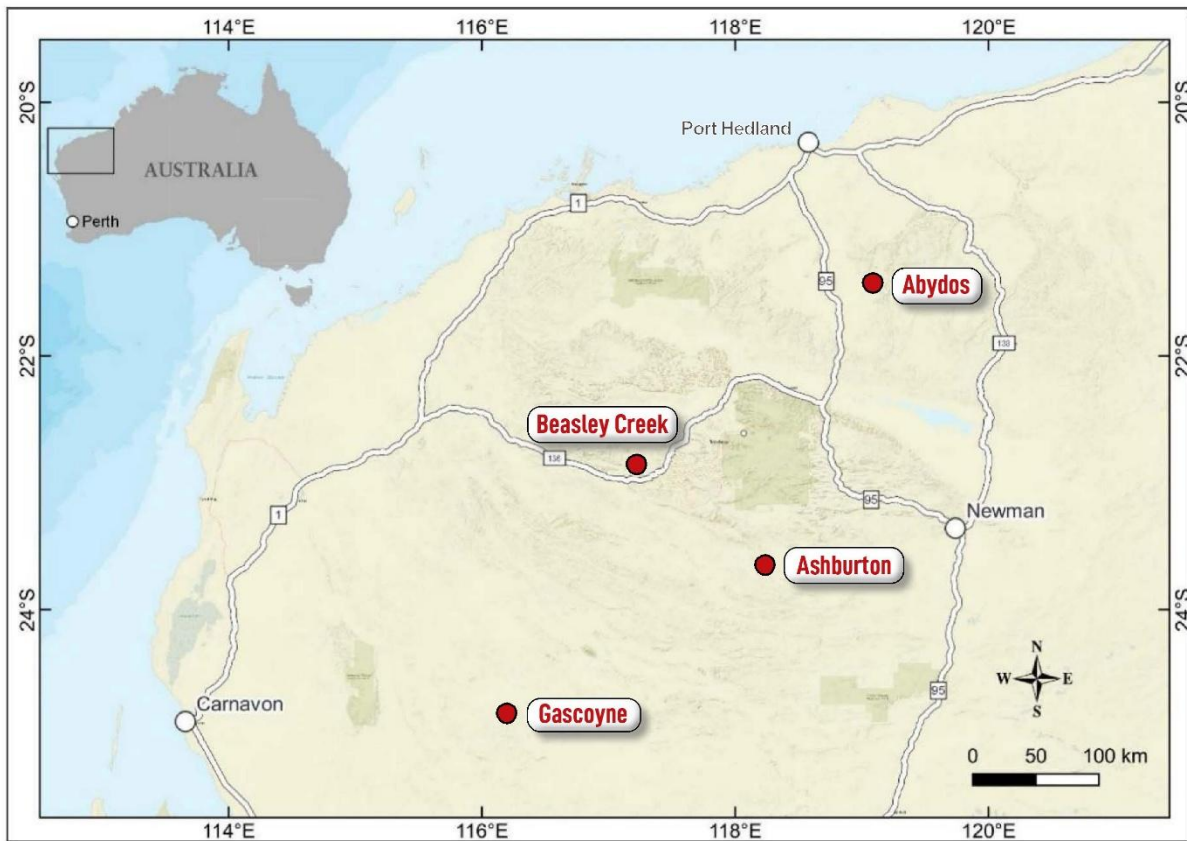 114°E
116°E
118°E
120°E
20°S
20°S
AUSTRALIA
Perth
Port Hedland
1
95
Abydos
22°S
22°S
138
Beasley Creek
136
1
95
Newman
Ashburton
24°S
24°S
N
W E
S
Carnavon
Gascoyne
95
0 50 100 km
114°E
116°E
118°E
120°E